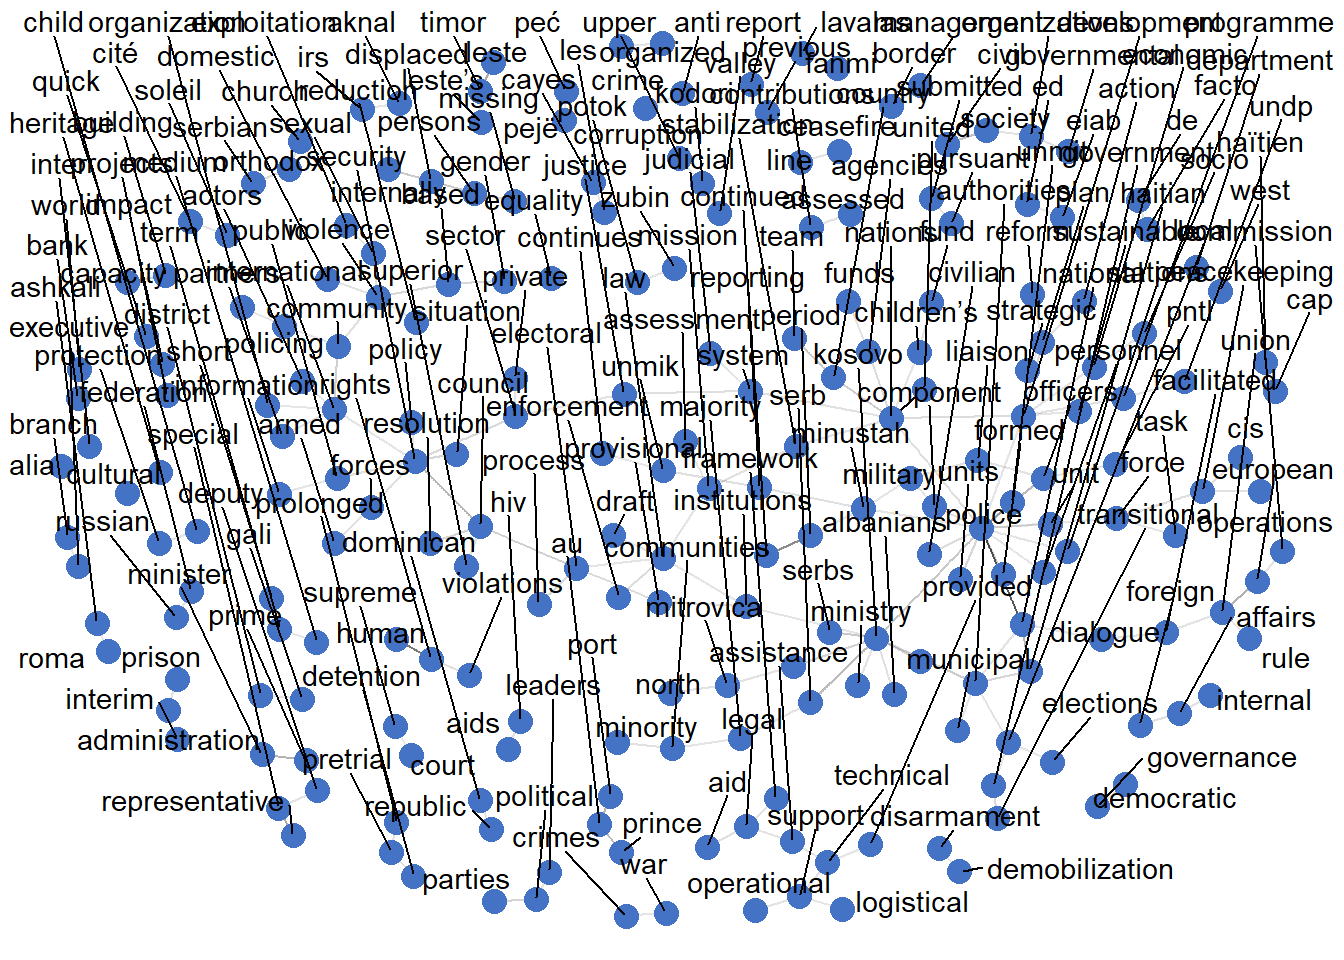 child organization exploitation aknal timor peć upper anti report lavalas management organizations development programme
cité domestic irs displaced leste les organized valley previous fanmi border civil governmental economic department
quick soleil church reduction leste's missing caves crime kodori contributions country submitted ed action facto undp
heritage building serbian sexual persons peje potok corruption stabilization ceasefire united society eiab de haïtien
inter projects medium orthodox security gender justice judicial line agencies pursuant unmit government socio
world impact actors internally based equality zubin continued assessed authorities plan haitian west
bank term public violence sector continues mission team nations fund reform sustainable local commission
ashkali capacity partners international superior private law reporting funds civilian national stations peacekeeping cap
executive district community situation electoral assessment period children's strategic pntl
protection short policing policy unmik system kosovo liaison personnel union
federation information rights council enforcement majority serb component officers facilitated
branch special armed resolution provisional framework minustah formed task cis
alia cultural forces process institutions military units unit force european
russian deputy prolonged hiv draft albanians police transitional operations
gali dominican au communities
minister supreme violations serbs provided foreign
prime human mitrovica ministry dialogue affairs
roma prison detention port assistance municipal rule
interim leaders north elections internal
administration aids minority legal
pretrial court technical governance
representative republic political aid support disarmament democratic
crimes prince
parties war operational demobilization
logistical